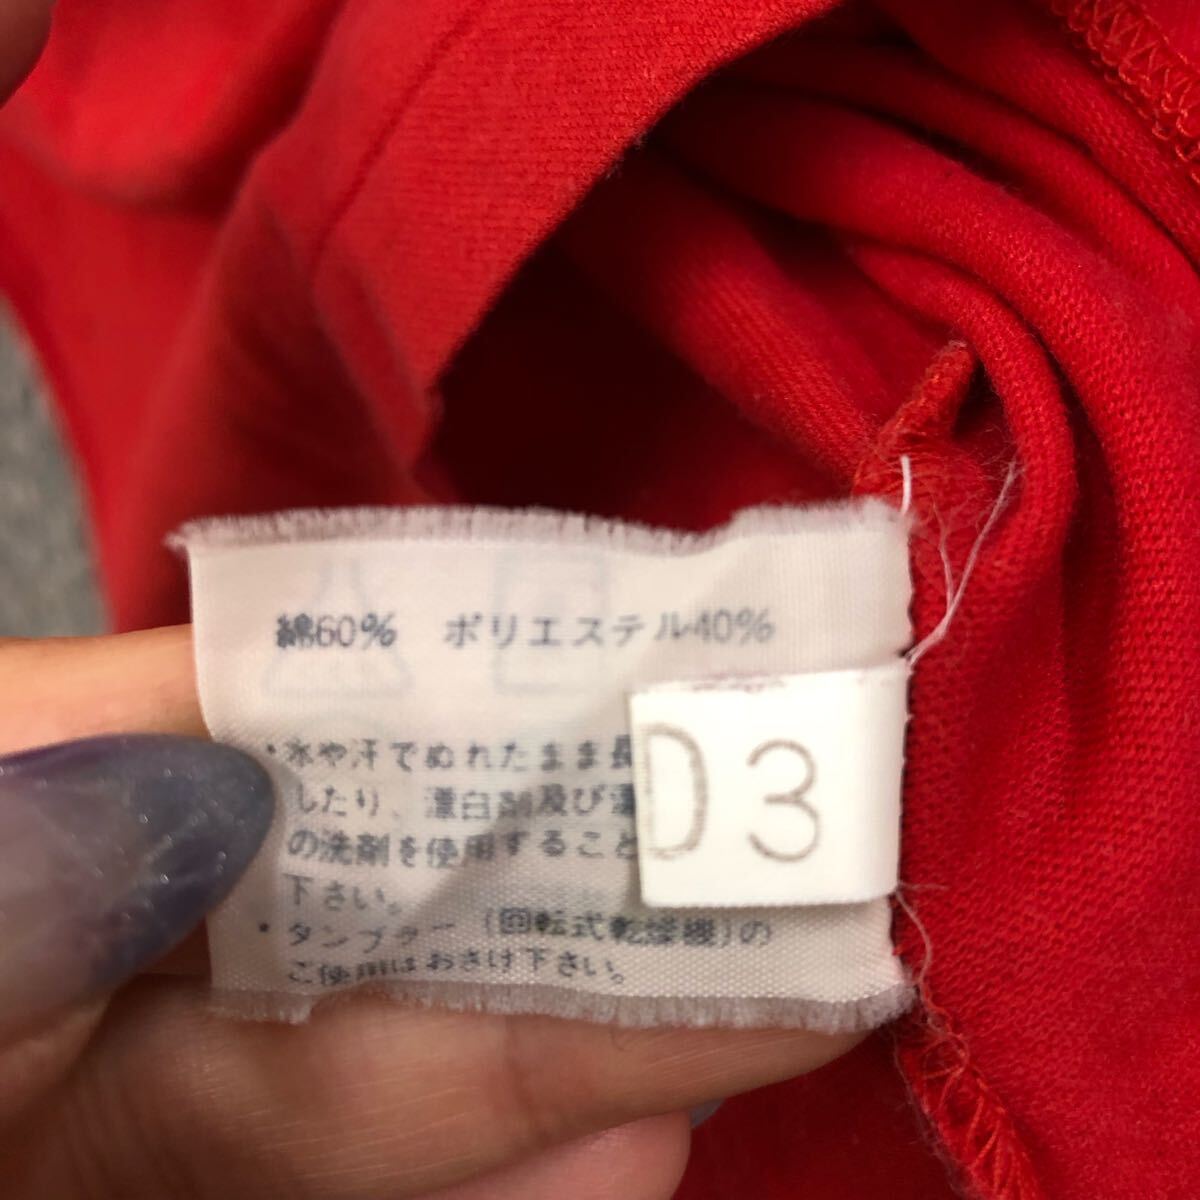 綿60% ポリエステル40%
・水や汗でぬれたまま長
したり、漂白剤及び漂
の洗剤を使用すること
下さい。
・タンブラー(回転式乾燥機)の
ご使用はおさけ下さい。
D3